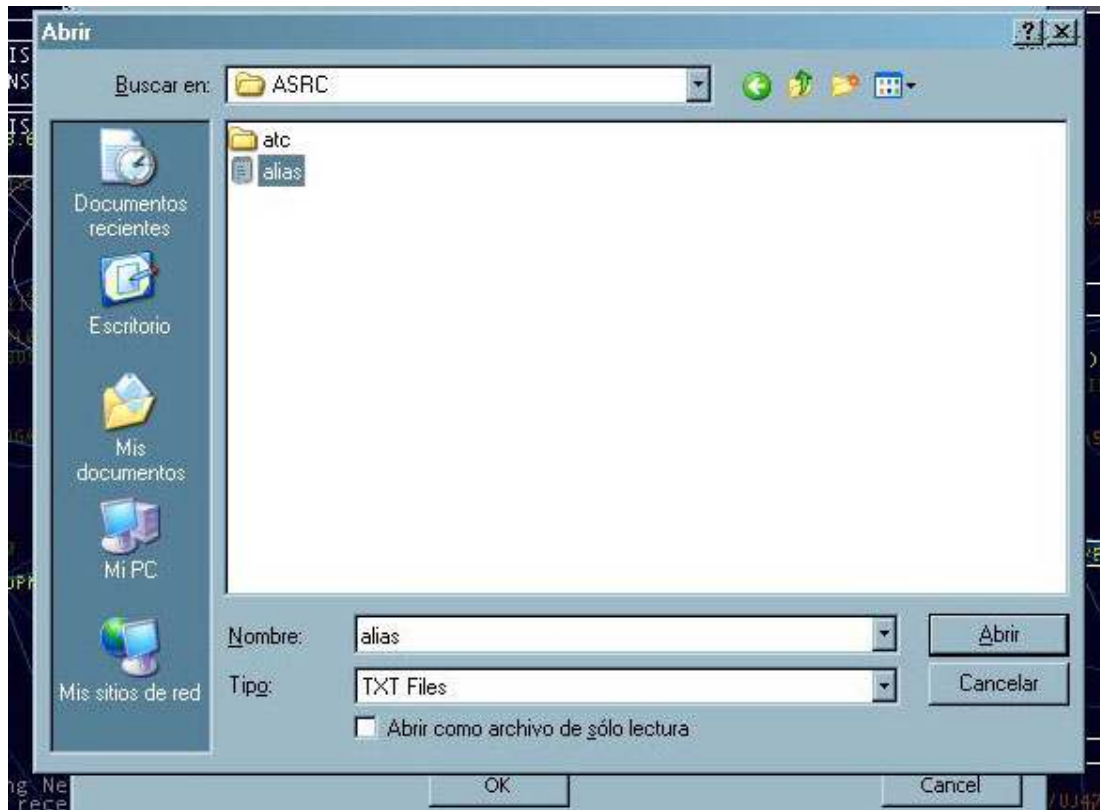 Abrir
Buscar en:
ASRC
atc
alias
Documentos
recientes
Escritorio
Mis
documentos
Mi PC
Mis sitios de red
Nombre:
alias
Abrir
Tipo:
TXT Files
Cancelar
Abrir como archivo de sólo lectura
OK
Cancel